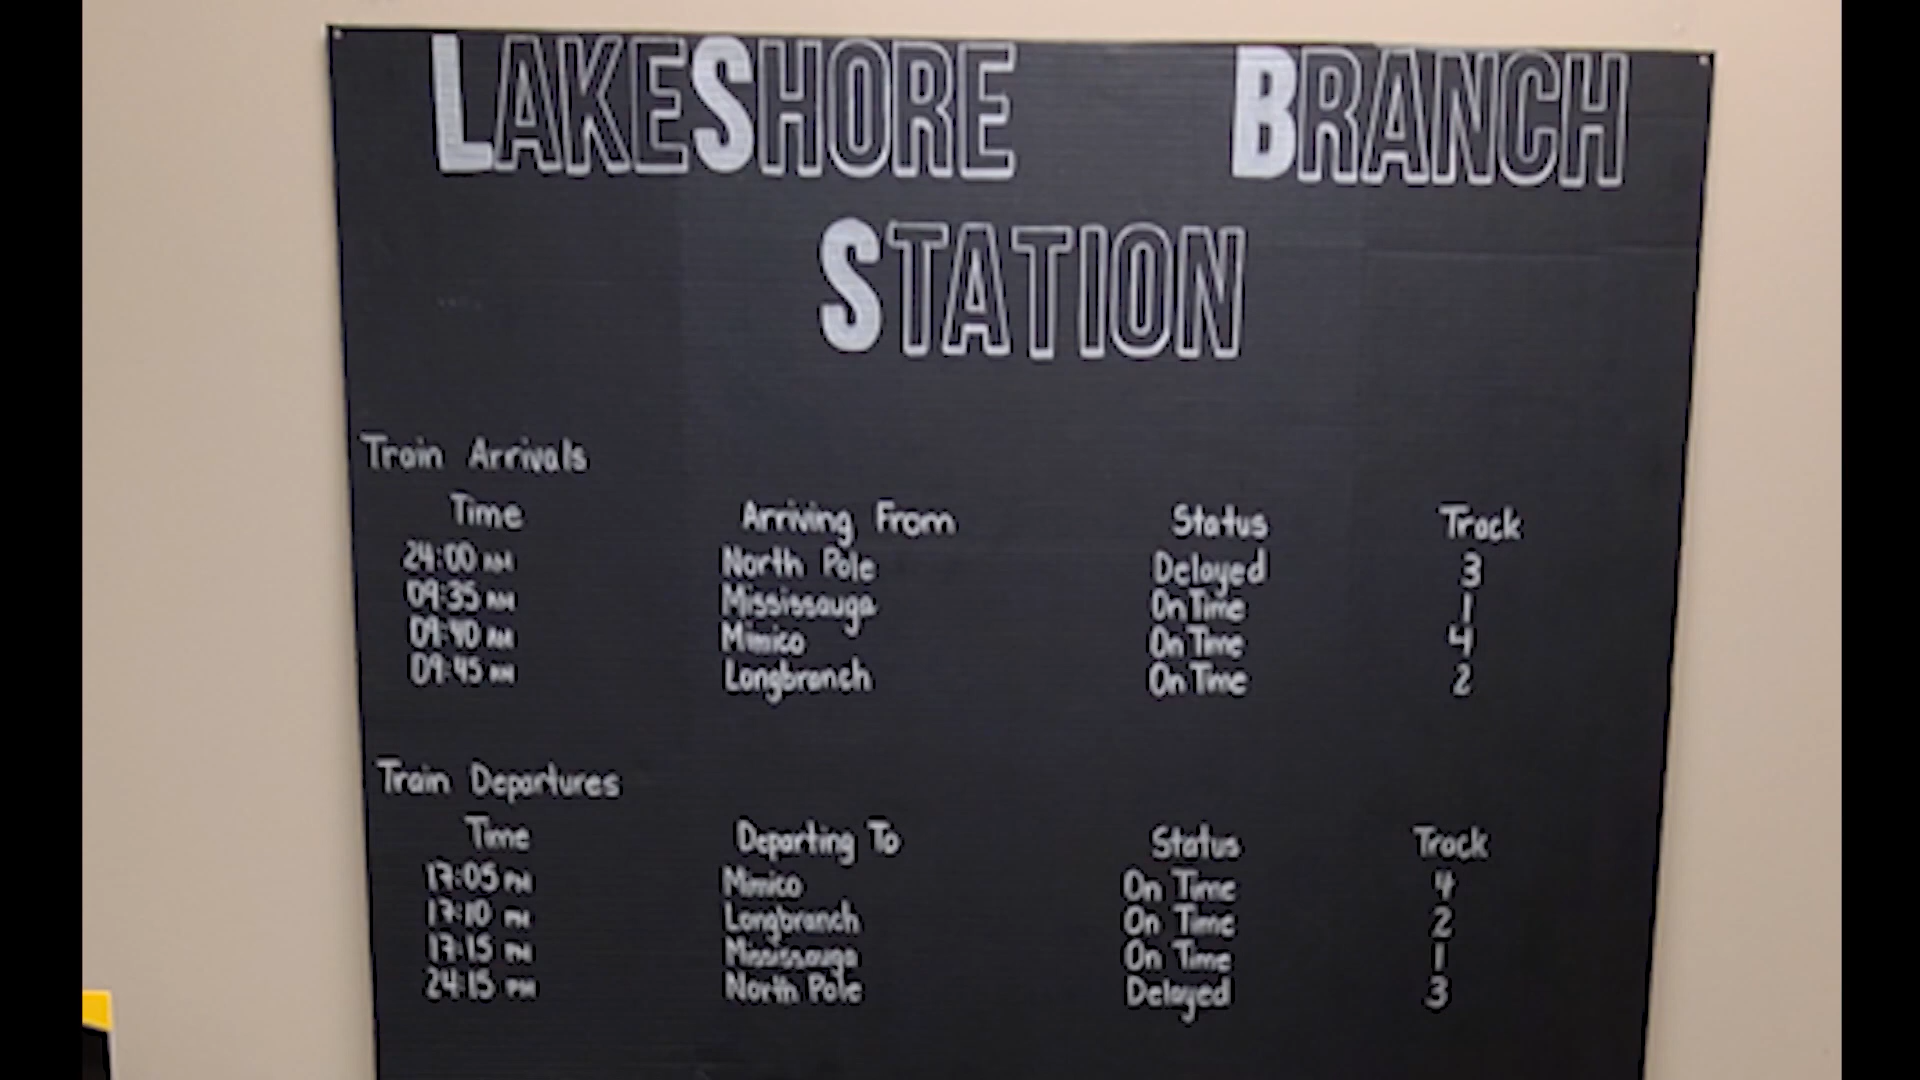 LAKESHORE BRANCH
STATION
Train Arrivals
Time Arriving From Status Track
24:00 AM North Pole Delayed 3
09:35 AM Mississauga On Time 1
09:40 AM Mimico On Time 4
09:45 AM Longbranch On Time 2
Train Departures
Time Departing To Status Track
17:05 PM Mimico On Time 4
17:10 PM Longbranch On Time 2
17:15 PM Mississauga On Time 1
24:15 PM North Pole Delayed 3